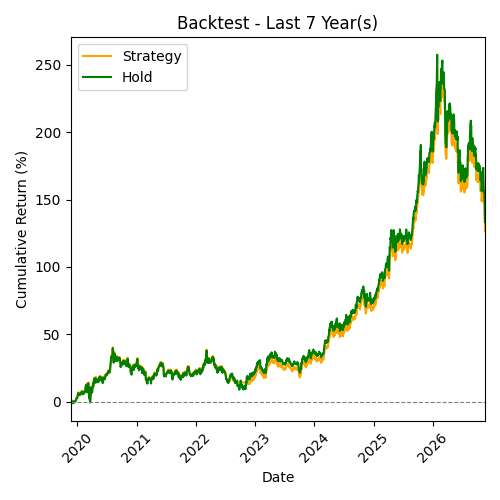 Backtest - Last 7 Year(s)
Strategy
Hold
Cumulative Return (%)
250
200
150
100
50
0
2020
2021
2022
2023
2024
2025
2026
Date